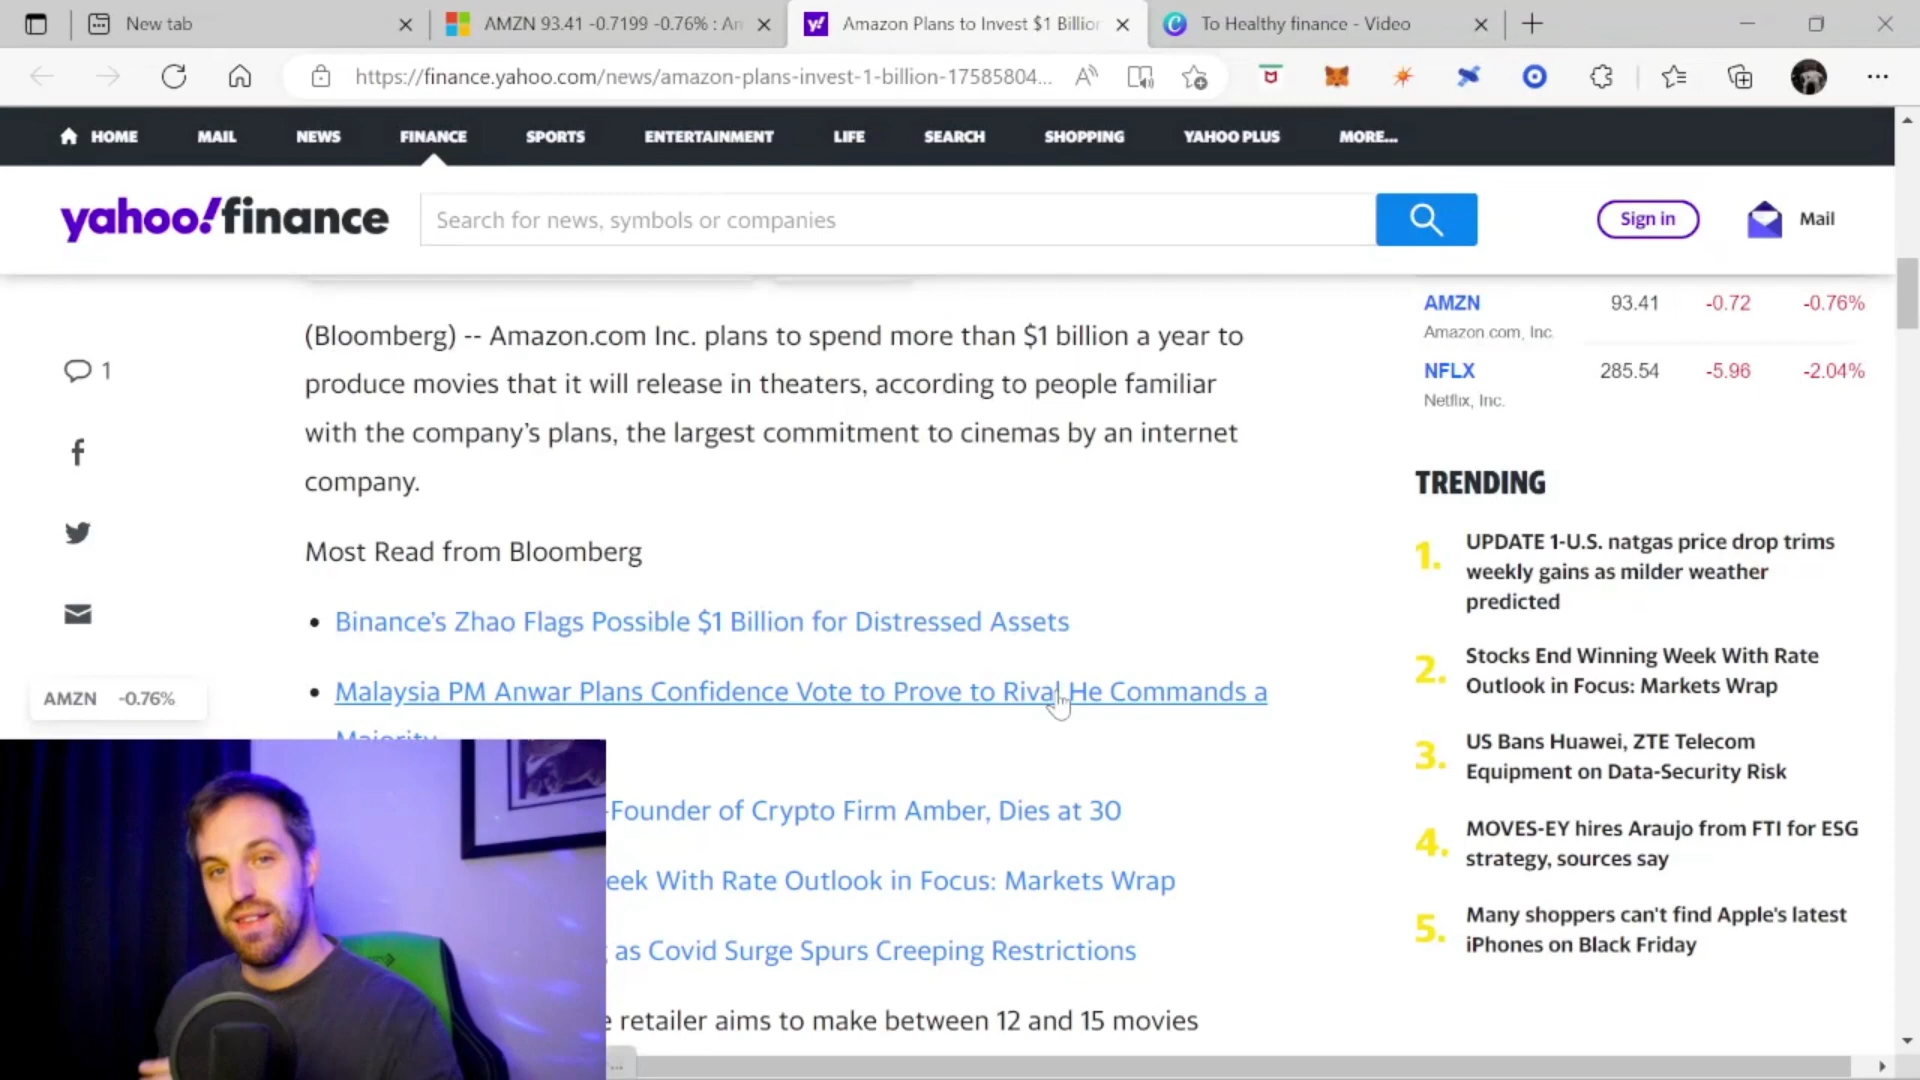 New tab
AMZN 93.41 -0.7199 -0.76% : An
Amazon Plans to Invest $1 Billion
To Healthy finance - Video
https://finance.yahoo.com/news/amazon-plans-invest-1-billion-17585804...
HOME MAIL NEWS FINANCE SPORTS ENTERTAINMENT LIFE SEARCH SHOPPING YAHOO PLUS MORE...
yahoo!finance
Search for news, symbols or companies
Sign in
Mail
(Bloomberg) -- Amazon.com Inc. plans to spend more than $1 billion a year to
produce movies that it will release in theaters, according to people familiar
with the company's plans, the largest commitment to cinemas by an internet
company.
Most Read from Bloomberg
• Binance's Zhao Flags Possible $1 Billion for Distressed Assets
• Malaysia PM Anwar Plans Confidence Vote to Prove to Rival He Commands a
Majority
-Founder of Crypto Firm Amber, Dies at 30
eek With Rate Outlook in Focus: Markets Wrap
as Covid Surge Spurs Creeping Restrictions
e retailer aims to make between 12 and 15 movies
1
AMZN -0.76%
AMZN 93.41 -0.72 -0.76%
Amazon.com, Inc.
NFLX 285.54 -5.96 -2.04%
Netflix, Inc.
TRENDING
1. UPDATE 1-U.S. natgas price drop trims
weekly gains as milder weather
predicted
2. Stocks End Winning Week With Rate
Outlook in Focus: Markets Wrap
3. US Bans Huawei, ZTE Telecom
Equipment on Data-Security Risk
4. MOVES-EY hires Araujo from FTI for ESG
strategy, sources say
5. Many shoppers can't find Apple's latest
iPhones on Black Friday